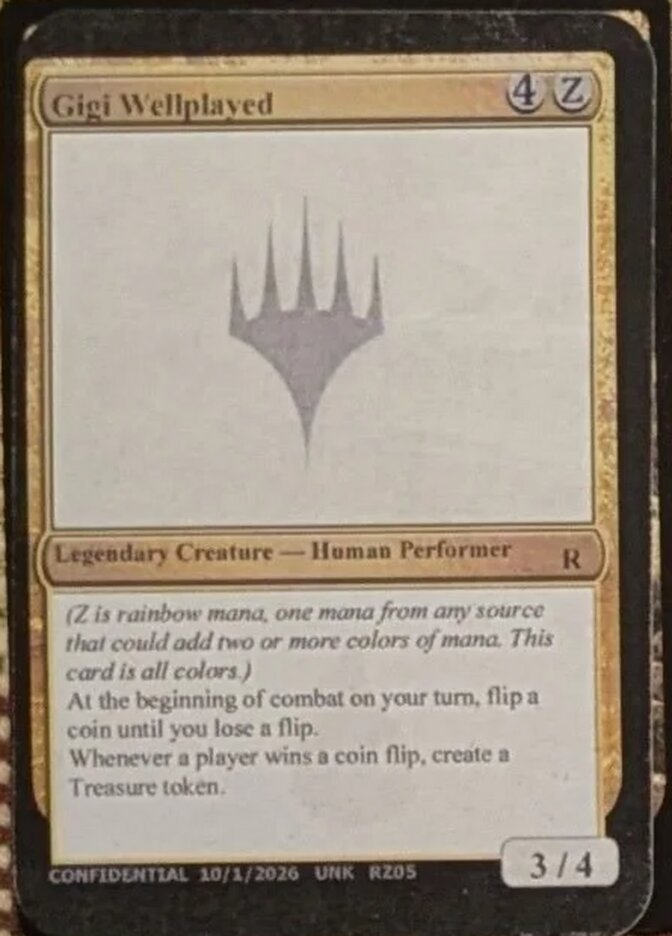 Gigi Wellplayed 4 Z
Legendary Creature — Human Performer R
(Z is rainbow mana, one mana from any source
that could add two or more colors of mana. This
card is all colors.)
At the beginning of combat on your turn, flip a
coin until you lose a flip.
Whenever a player wins a coin flip, create a
Treasure token.
3 / 4
CONFIDENTIAL 10/1/2026 UNK RZ05